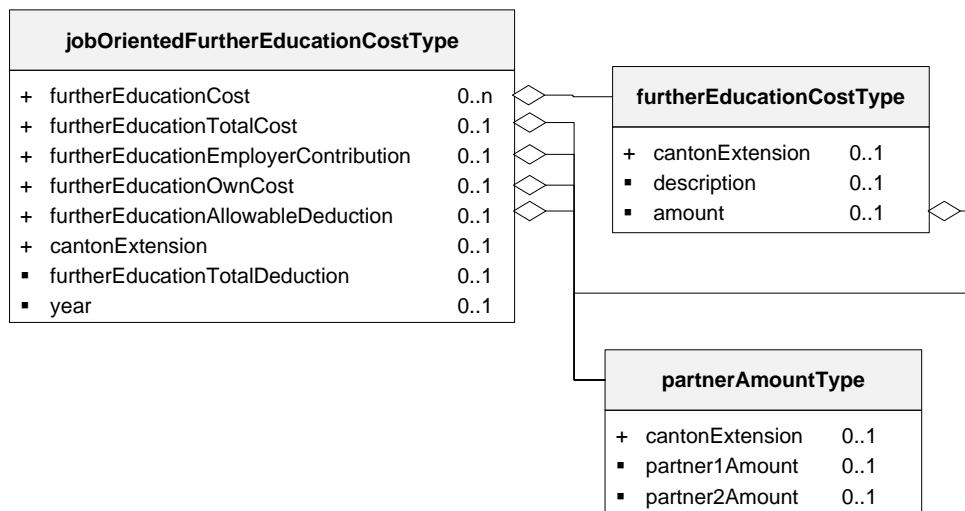 jobOrientedFurtherEducationCostType
+ furtherEducationCost 0..n
+ furtherEducationTotalCost 0..1
+ furtherEducationEmployerContribution 0..1
+ furtherEducationOwnCost 0..1
+ furtherEducationAllowableDeduction 0..1
+ cantonExtension 0..1
▪ furtherEducationTotalDeduction 0..1
▪ year 0..1
furtherEducationCostType
+ cantonExtension 0..1
▪ description 0..1
▪ amount 0..1
partnerAmountType
+ cantonExtension 0..1
▪ partner1Amount 0..1
▪ partner2Amount 0..1